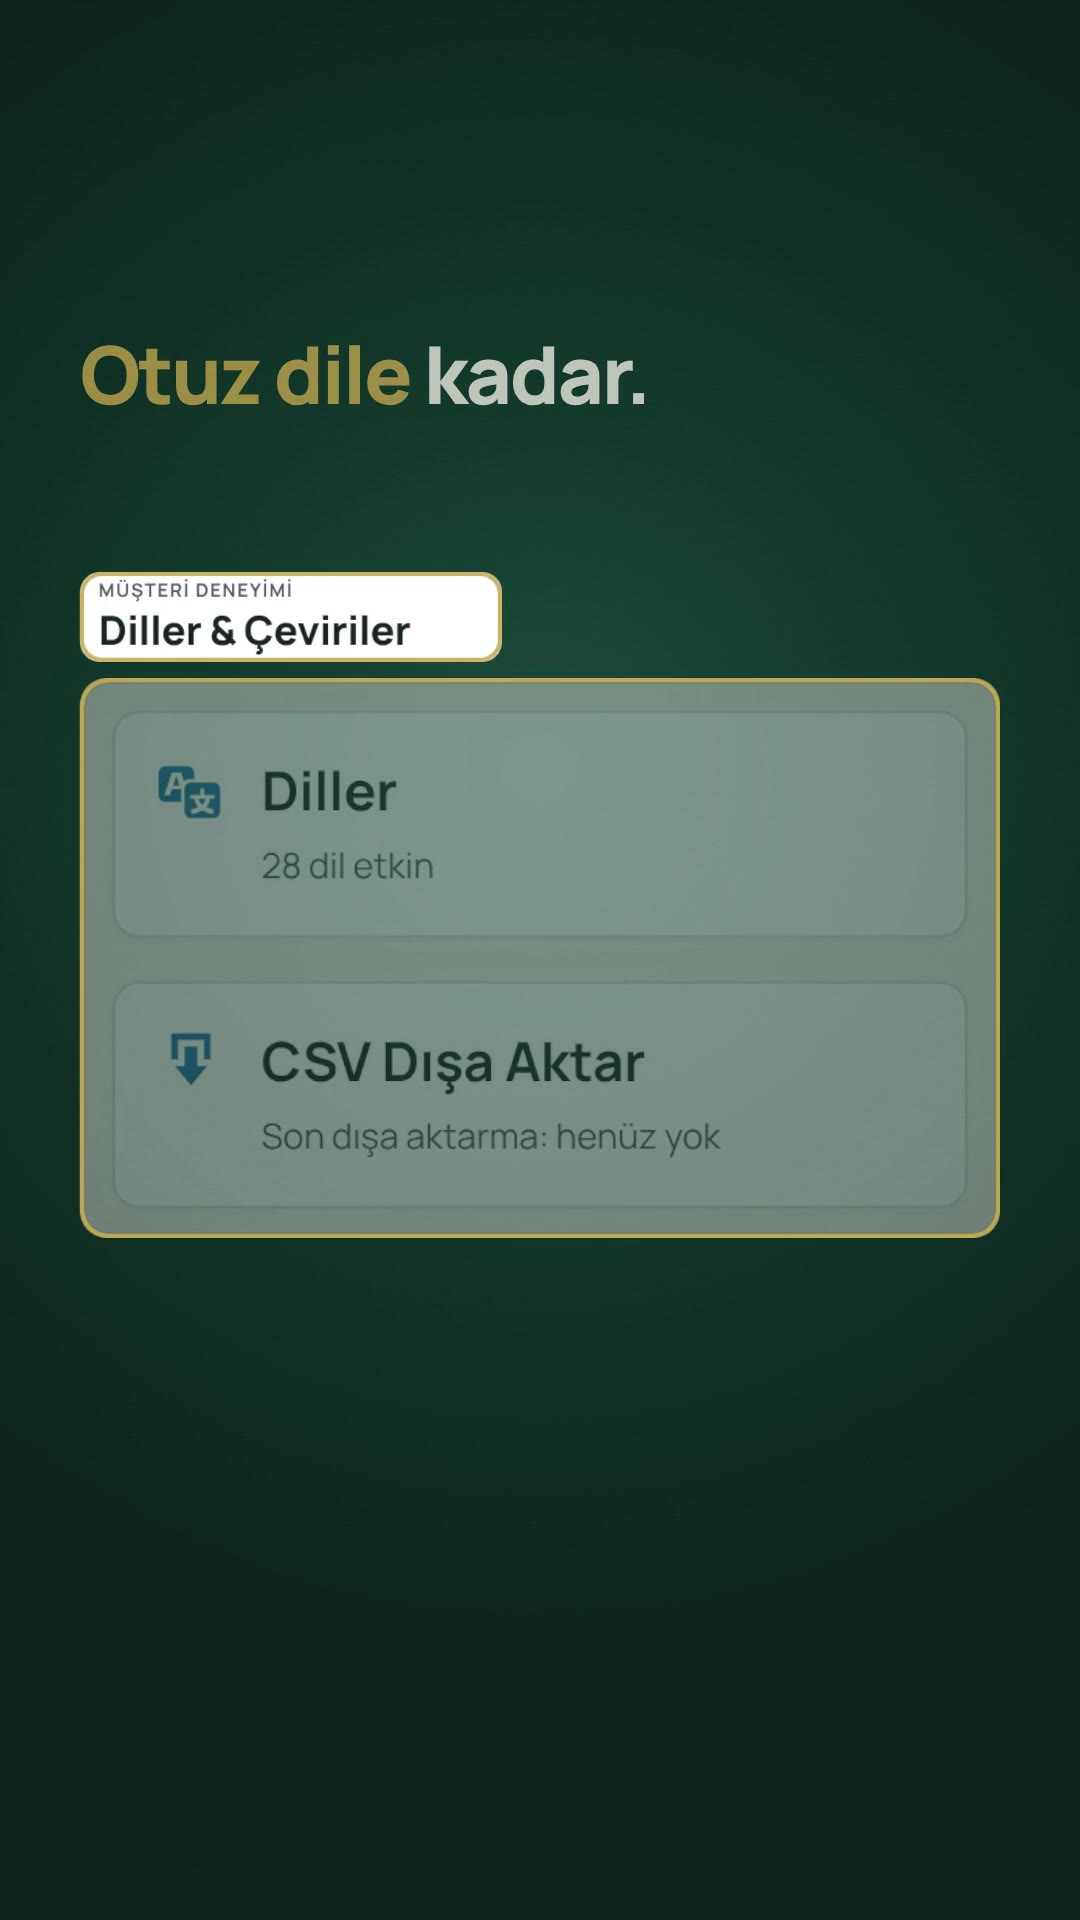 Otuz dile kadar.
MÜŞTERİ DENEYİMİ
Diller & Çeviriler
Diller
28 dil etkin
CSV Dışa Aktar
Son dışa aktarma: henüz yok